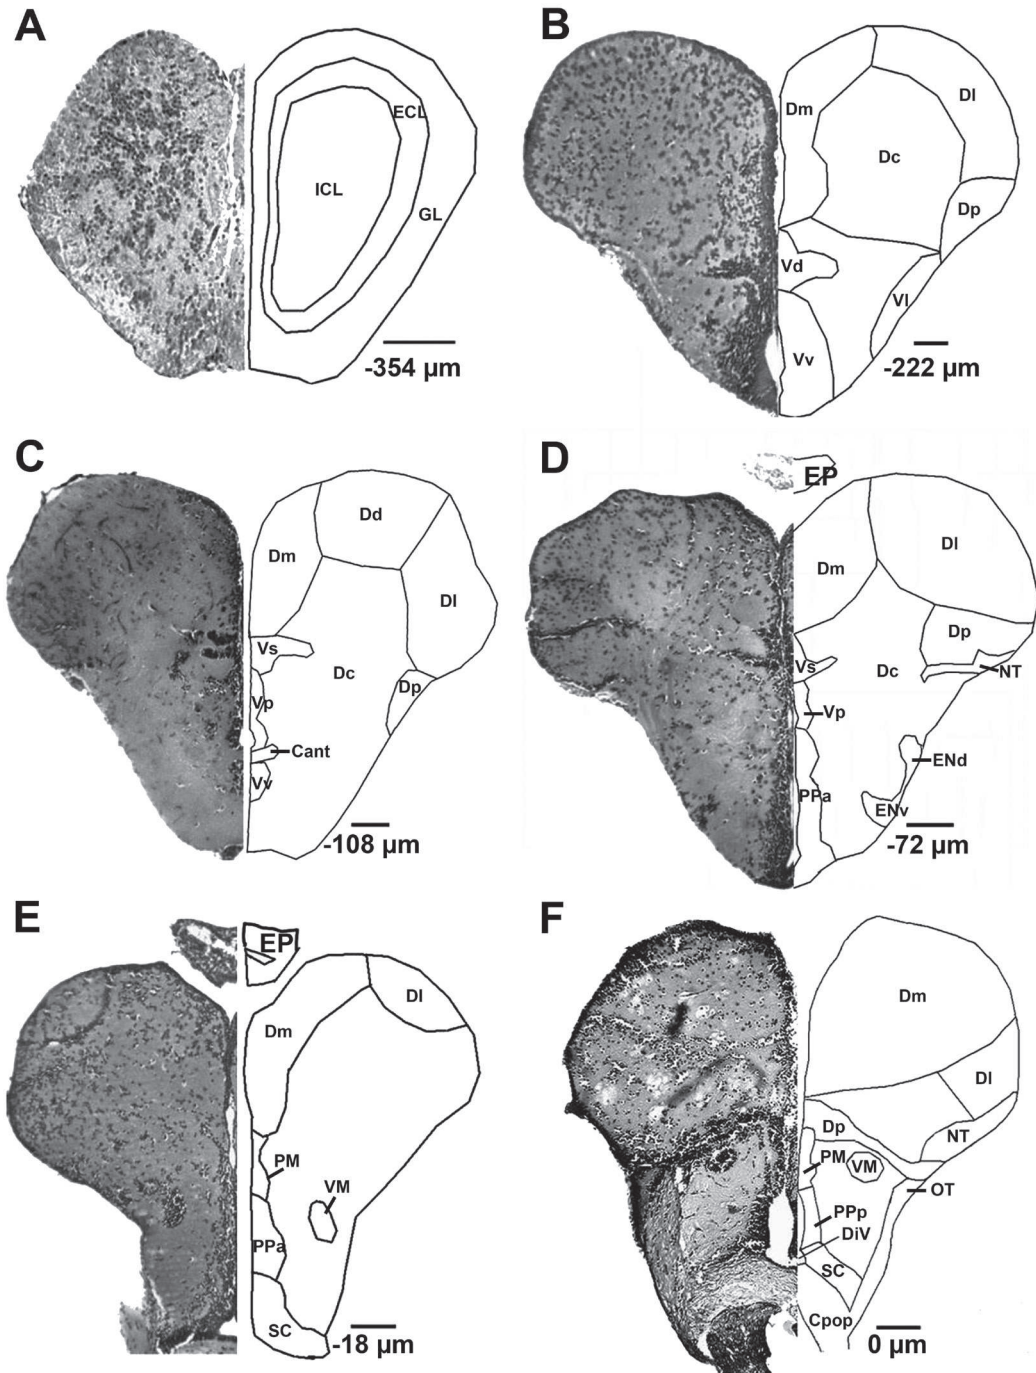 A
ECL
ICL
GL
-354 µm
B
Dm
Dl
Dc
Dp
Vd
Vl
Vv
-222 µm
C
Dd
Dm
Dl
Vs
Dc
Dp
Vp
Cant
Vv
-108 µm
D
EP
Dl
Dm
Dp
Vs
Dc
NT
Vp
ENd
PPa
ENv
-72 µm
E
EP
Dl
Dm
PM
VM
PPa
SC
-18 µm
F
Dm
Dl
Dp
NT
PM
VM
OT
PPp
DiV
SC
Cpop
0 µm